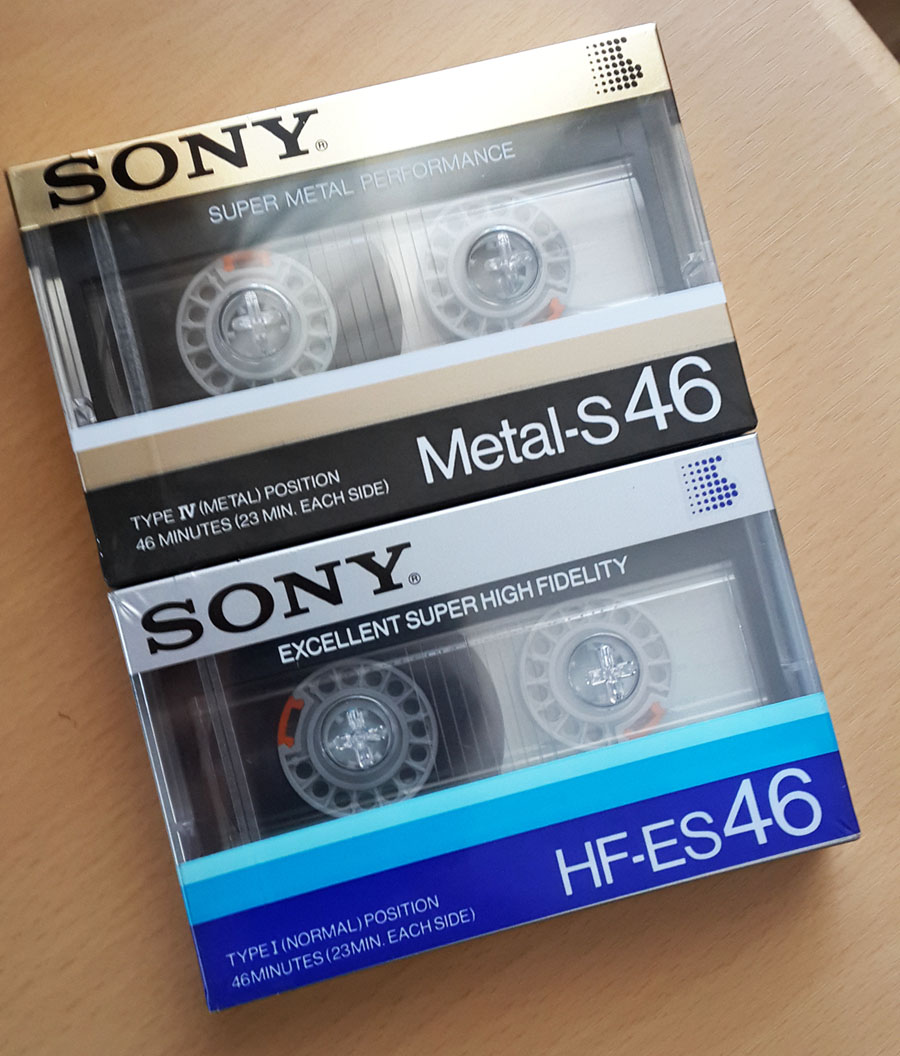 SONY®
SUPER METAL PERFORMANCE
Metal-S 46
TYPE IV (METAL) POSITION
46 MINUTES (23 MIN. EACH SIDE)
SONY®
EXCELLENT SUPER HIGH FIDELITY
HF-ES 46
TYPE I (NORMAL) POSITION
46 MINUTES (23 MIN. EACH SIDE)